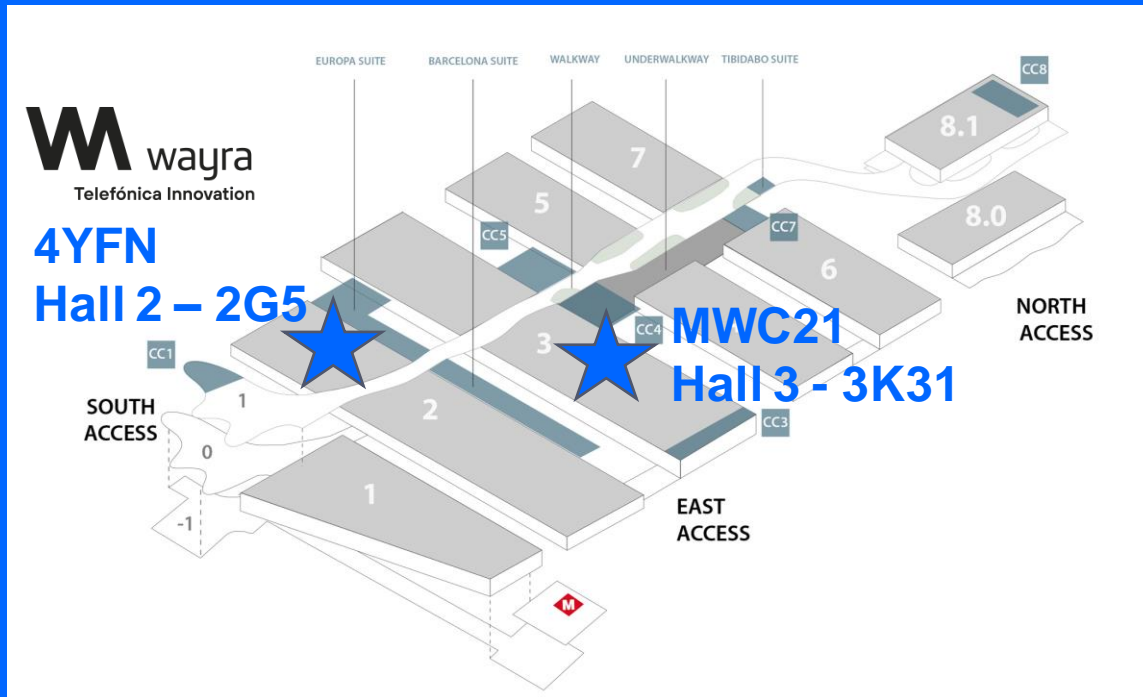 EUROPA SUITE
BARCELONA SUITE
WALKWAY
UNDERWALKWAY
TIBIDABO SUITE
CC8
WA wayra
Telefónica Innovation
8.1
7
5
8.0
4YFN
Hall 2 – 2G5
CC5
CC7
6
NORTH
ACCESS
CC4
MWC21
Hall 3 - 3K31
3
CC1
1
SOUTH
ACCESS
2
CC3
0
1
-1
EAST
ACCESS
M